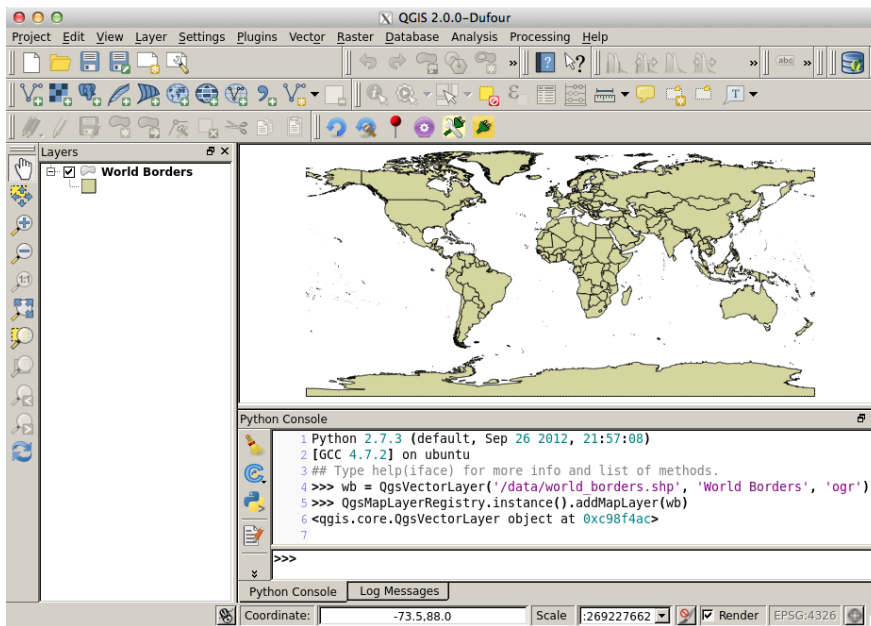 QGIS 2.0.0-Dufour
Project Edit View Layer Settings Plugins Vector Raster Database Analysis Processing Help
» ? ? » abc »
T
Layers
World Borders
1:1
Python Console
1 Python 2.7.3 (default, Sep 26 2012, 21:57:08)
2 [GCC 4.7.2] on ubuntu
3 ## Type help(iface) for more info and list of methods.
4 >>> wb = QgsVectorLayer('/data/world_borders.shp', 'World Borders', 'ogr')
5 >>> QgsMapLayerRegistry.instance().addMapLayer(wb)
6 <qgis.core.QgsVectorLayer object at 0xc98f4ac>
7
>>>
Python Console Log Messages
Coordinate: -73.5,88.0 Scale :269227662 Render EPSG:4326